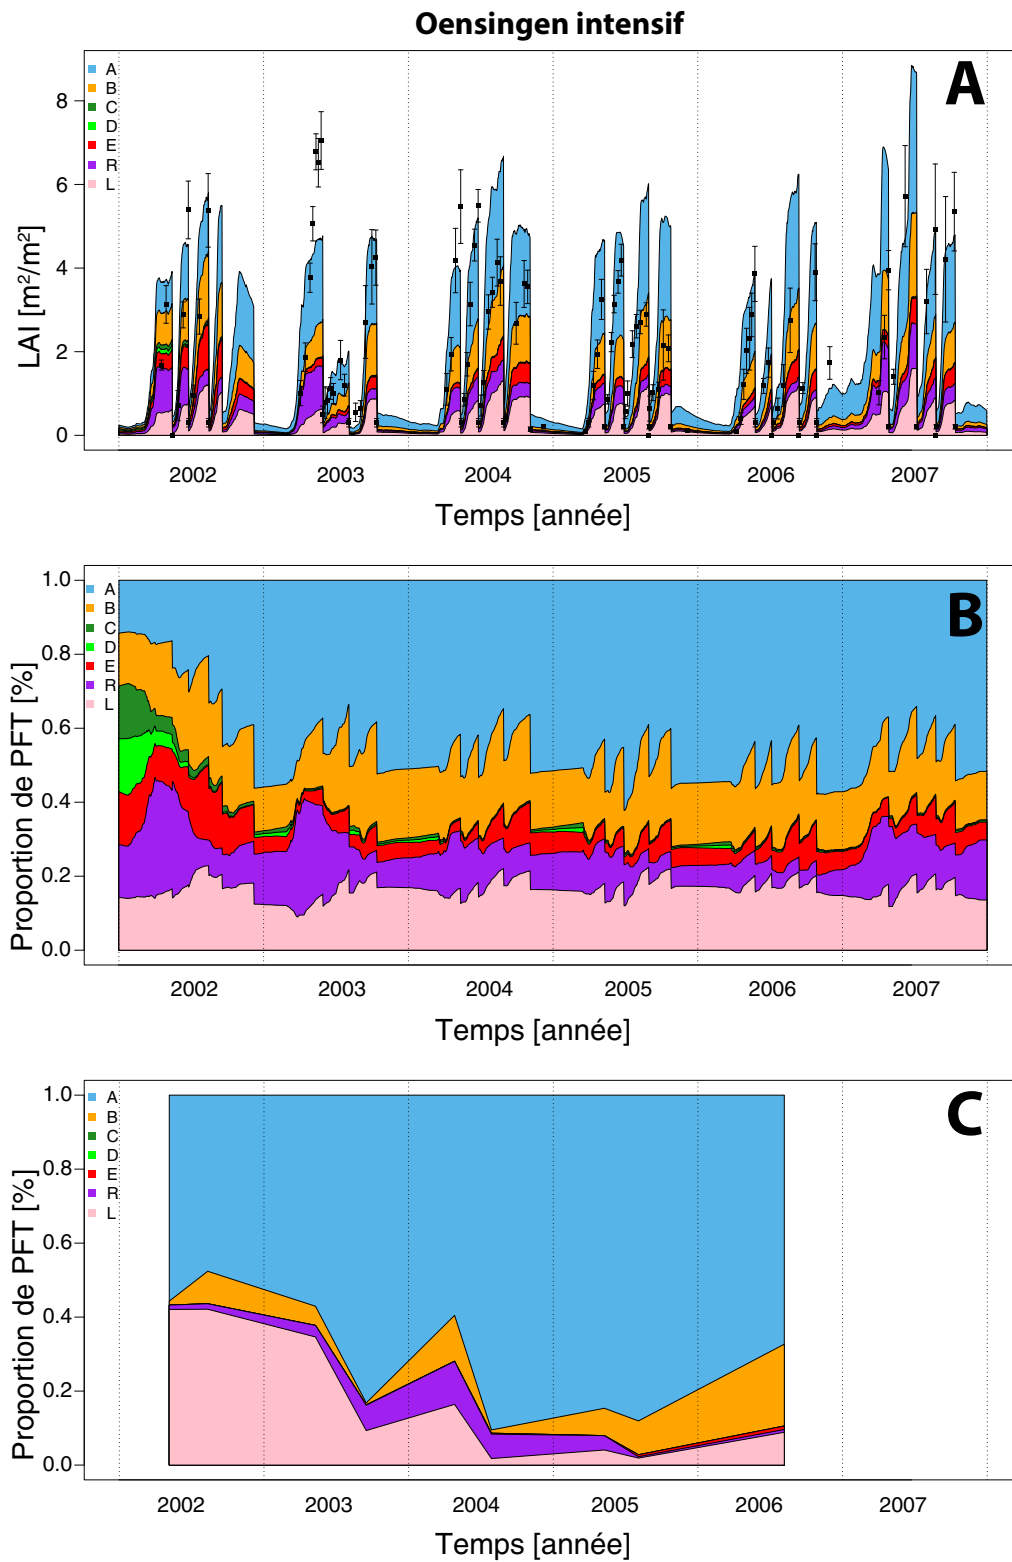 Oensingen intensif
A
A
B
C
D
E
R
L
LAI [m²/m²]
8
6
4
2
0
2002 2003 2004 2005 2006 2007
Temps [année]
B
A
B
C
D
E
R
L
Proportion de PFT [%]
1.0
0.8
0.6
0.4
0.2
0.0
2002 2003 2004 2005 2006 2007
Temps [année]
C
A
B
C
D
E
R
L
Proportion de PFT [%]
1.0
0.8
0.6
0.4
0.2
0.0
2002 2003 2004 2005 2006 2007
Temps [année]